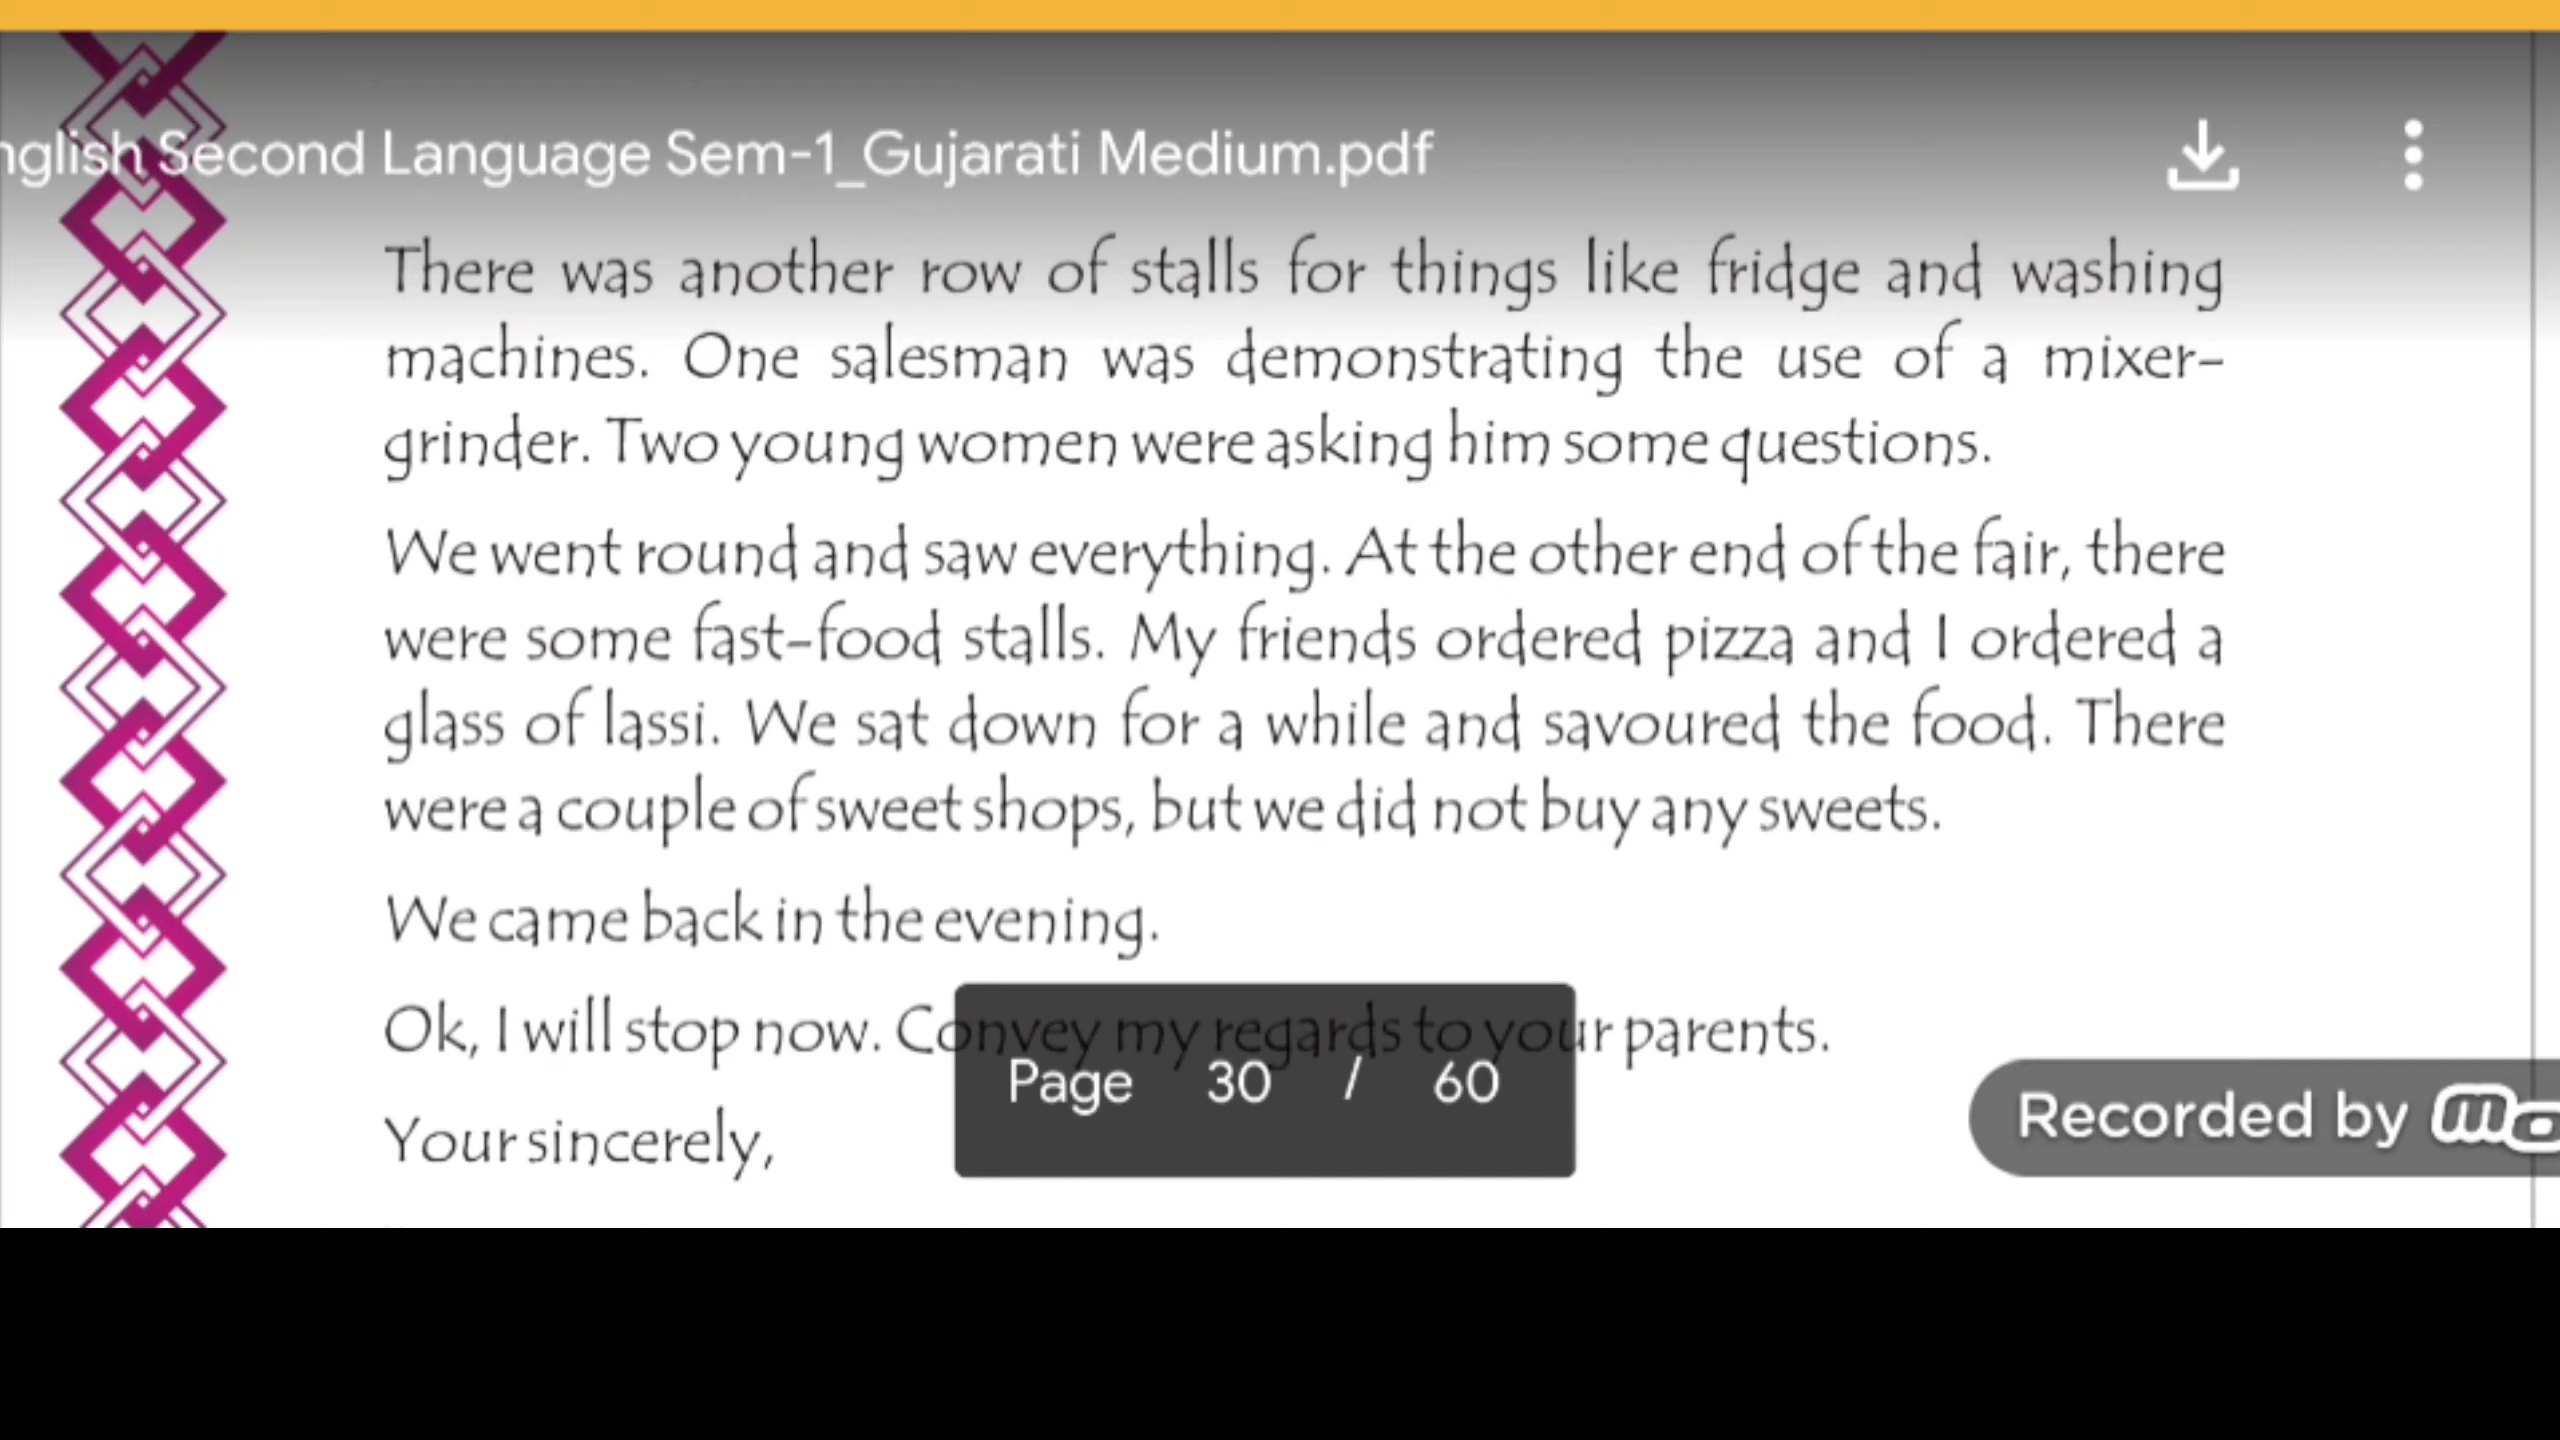 nglish Second Language Sem-1_Gujarati Medium.pdf
There was another row of stalls for things like fridge and washing
machines. One salesman was demonstrating the use of a mixer-
grinder. Two young women were asking him some questions.
We went round and saw everything. At the other end of the fair, there
were some fast-food stalls. My friends ordered pizza and I ordered a
glass of lassi. We sat down for a while and savoured the food. There
were a couple of sweet shops, but we did not buy any sweets.
We came back in the evening.
Ok, I will stop now. Convey my regards to your parents.
Page 30 / 60
Recorded by
Your sincerely,